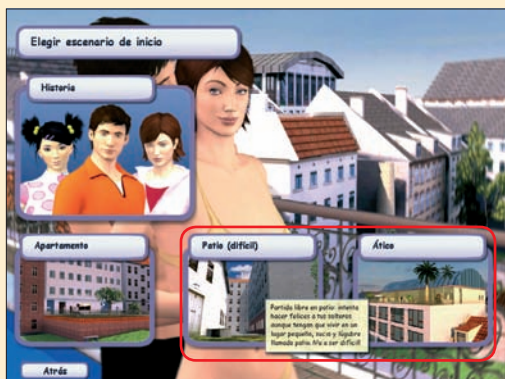 Elegir escenario de inicio
Historia
Apartamento
Patio (difícil)
Ático
Partida libre en patio: intenta
hacer felices a tus solteros
aunque tengan que vivir en un
lugar pequeño, sucio y lúgubre
llamado patio. ¡Va a ser difícil!
Atrás